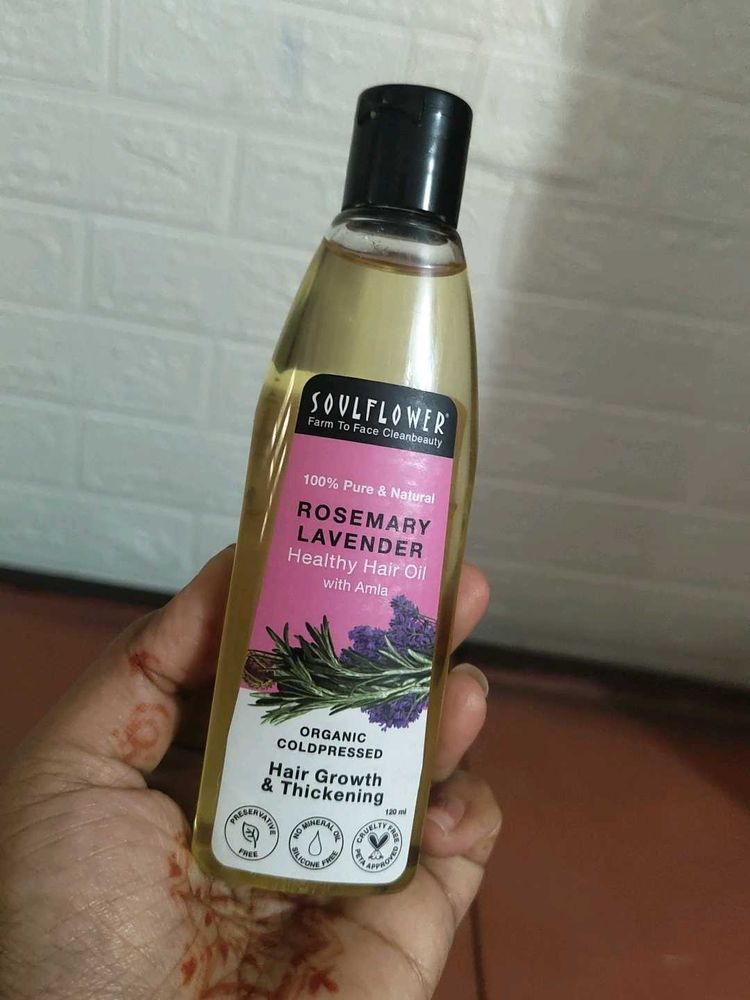 SOULFLOWER®
Farm To Face Cleanbeauty
100% Pure & Natural
ROSEMARY
LAVENDER
Healthy Hair Oil
with Amla
ORGANIC
COLDPRESSED
Hair Growth
& Thickening
120 ml
PRESERVATIVE
FREE
NO MINERAL OIL
SILICONE FREE
CRUELTY FREE
PETA APPROVED